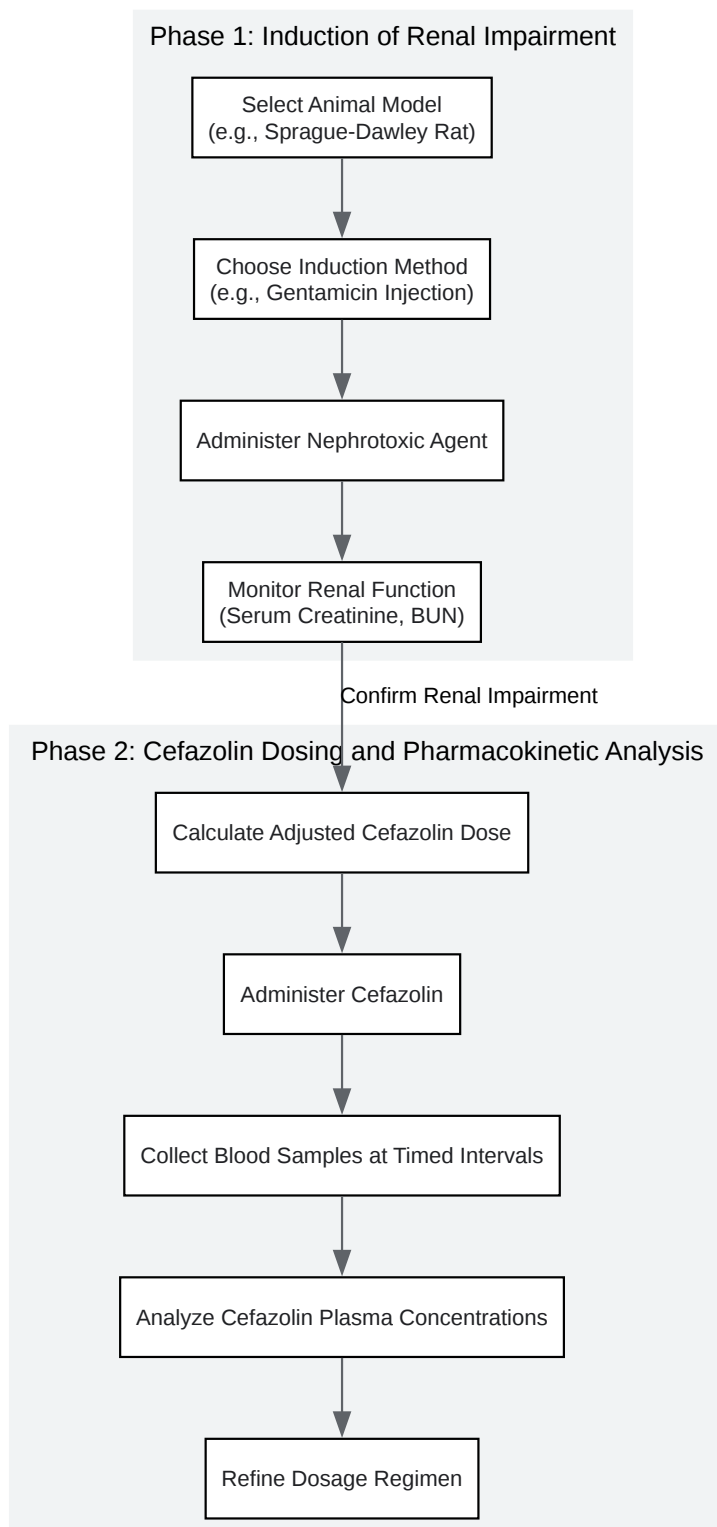 Phase 1: Induction of Renal Impairment
Select Animal Model
(e.g., Sprague-Dawley Rat)
Choose Induction Method
(e.g., Gentamicin Injection)
Administer Nephrotoxic Agent
Monitor Renal Function
(Serum Creatinine, BUN)
Confirm Renal Impairment
Phase 2: Cefazolin Dosing and Pharmacokinetic Analysis
Calculate Adjusted Cefazolin Dose
Administer Cefazolin
Collect Blood Samples at Timed Intervals
Analyze Cefazolin Plasma Concentrations
Refine Dosage Regimen